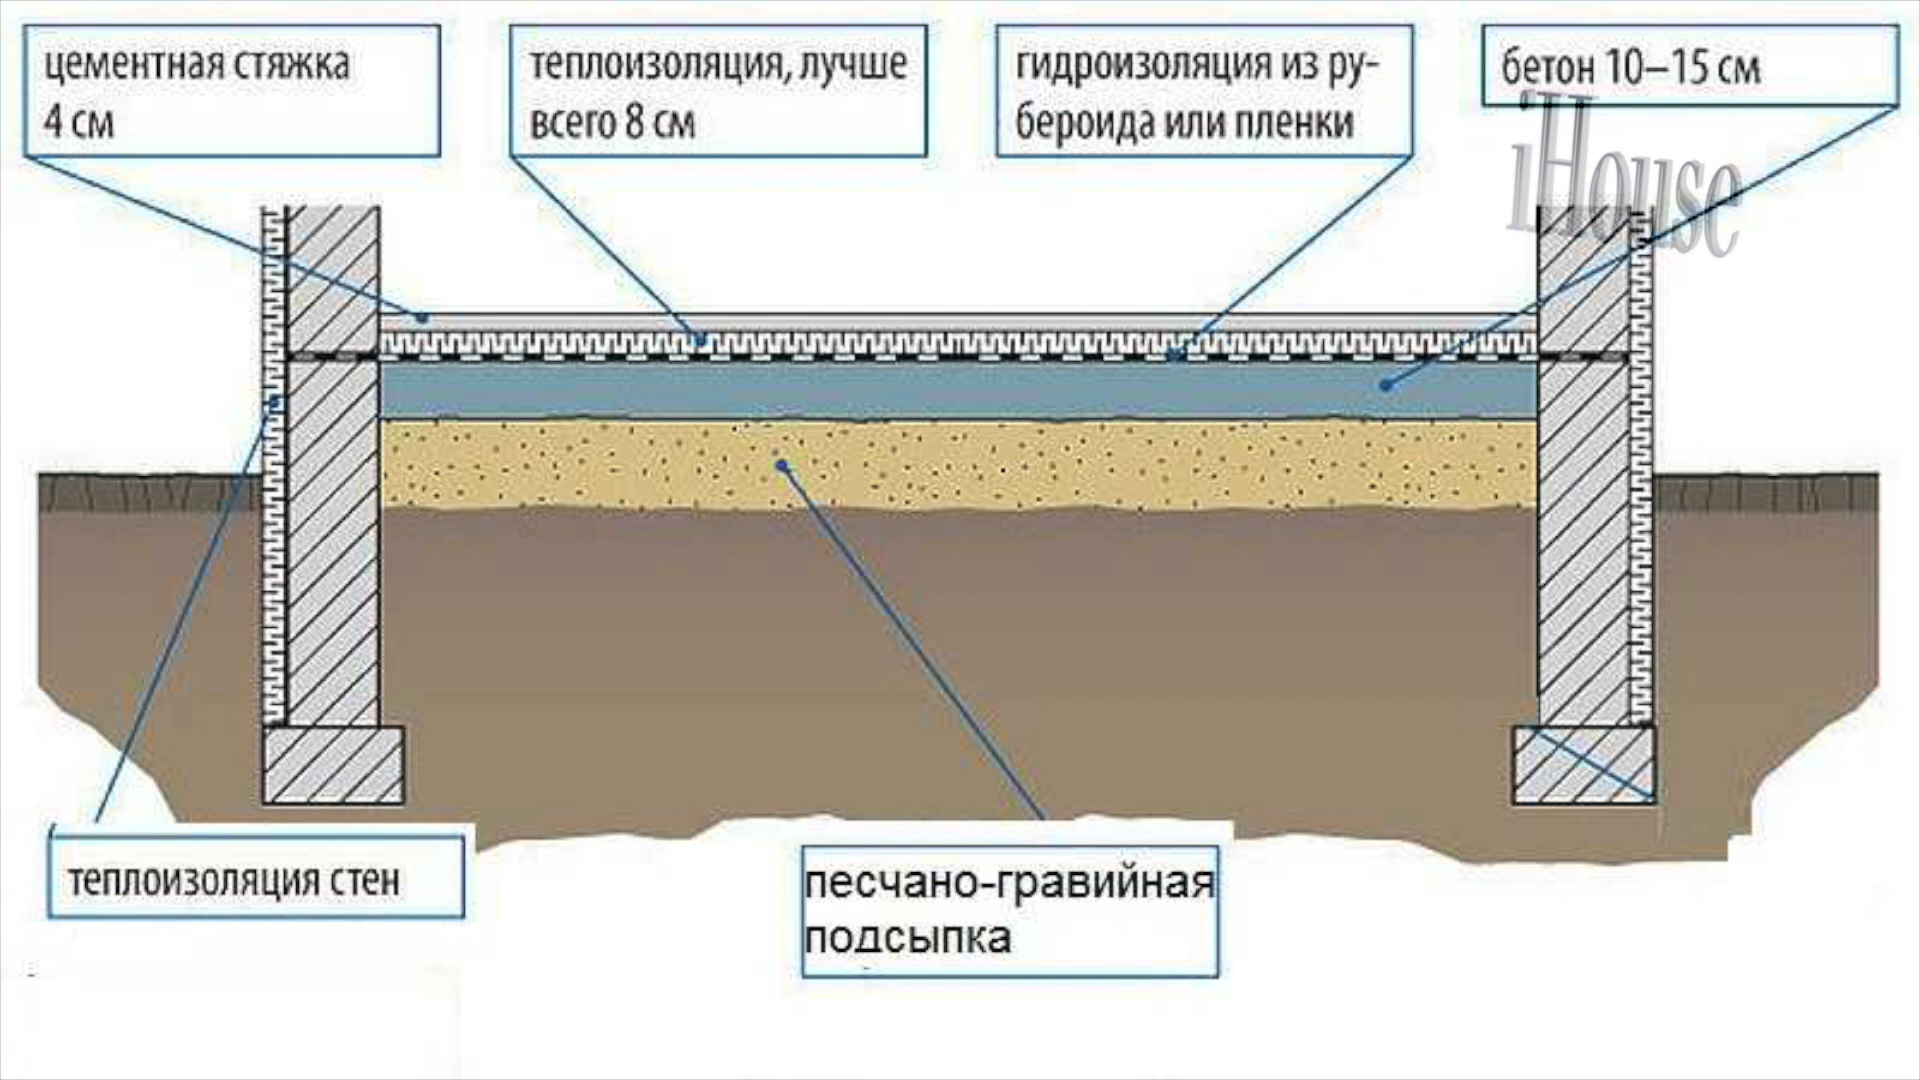 цементная стяжка
4 см
теплоизоляция, лучше
всего 8 см
гидроизоляция из ру-
бероида или пленки
бетон 10–15 см
iHouse
теплоизоляция стен
песчано-гравийная
подсыпка